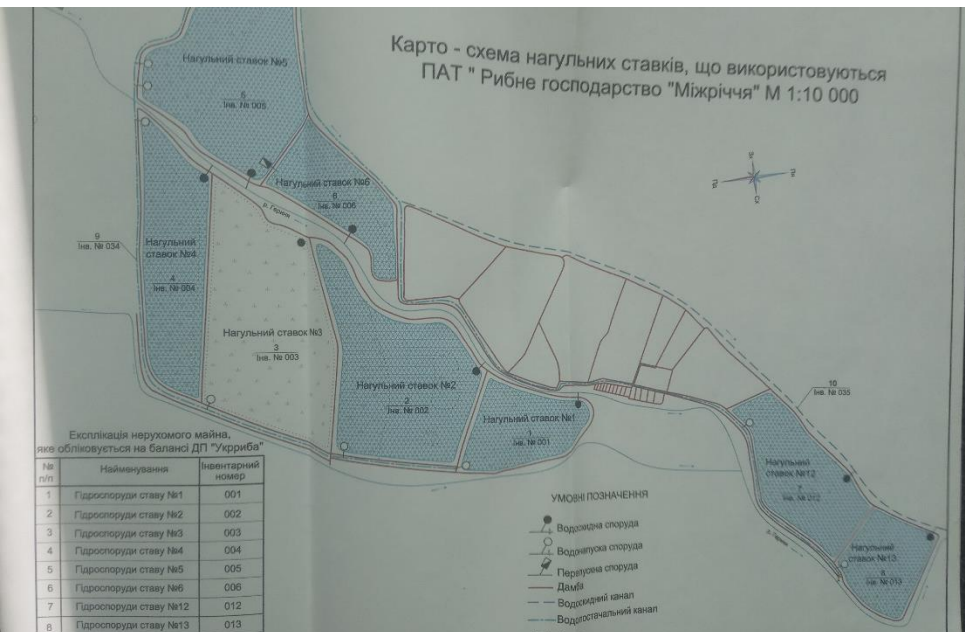 Карто - схема нагульних ставків, що використовуються
ПАТ " Рибне господарство "Міжріччя" М 1:10 000
Нагульний ставок №5
5
Інв. № 005
Нагульний ставок №6
6
Інв. № 006
р. Горинь
9
Інв. № 034
Нагульний
ставок №4
4
Інв. № 004
Нагульний ставок №3
3
Інв. № 003
Нагульний ставок №2
2
Інв. № 002
Нагульний ставок №1
1
Інв. № 001
10
Інв. № 035
Нагульний
ставок №12
7
Інв. № 012
Нагульний
ставок №13
8
Інв. № 013
Експлікація нерухомого майна,
яке обліковується на балансі ДП "Укрриба"
№ п/п Найменування Інвентарний номер
1 Гідроспоруди ставу №1 001
2 Гідроспоруди ставу №2 002
3 Гідроспоруди ставу №3 003
4 Гідроспоруди ставу №4 004
5 Гідроспоруди ставу №5 005
6 Гідроспоруди ставу №6 006
7 Гідроспоруди ставу №12 012
8 Гідроспоруди ставу №13 013
УМОВНІ ПОЗНАЧЕННЯ
Водоскидна споруда
Водонапускна споруда
Перепускна споруда
Дамба
Водоскидний канал
Водопостачальний канал